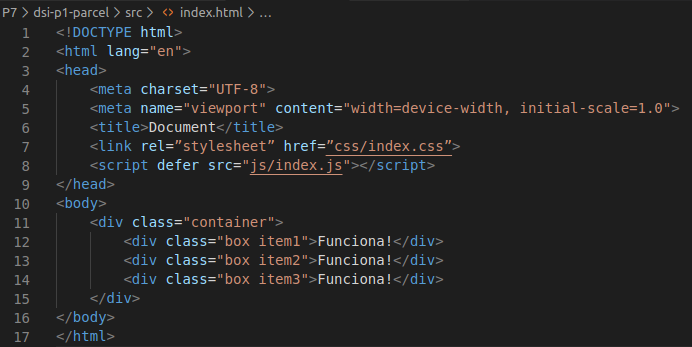 P7 > dsi-p1-parcel > src > <> index.html > ...
1 <!DOCTYPE html>
2 <html lang="en">
3 <head>
4     <meta charset="UTF-8">
5     <meta name="viewport" content="width=device-width, initial-scale=1.0">
6     <title>Document</title>
7     <link rel=”stylesheet” href=”css/index.css”>
8     <script defer src="js/index.js"></script>
9 </head>
10 <body>
11     <div class="container">
12         <div class="box item1">Funciona!</div>
13         <div class="box item2">Funciona!</div>
14         <div class="box item3">Funciona!</div>
15     </div>
16 </body>
17 </html>